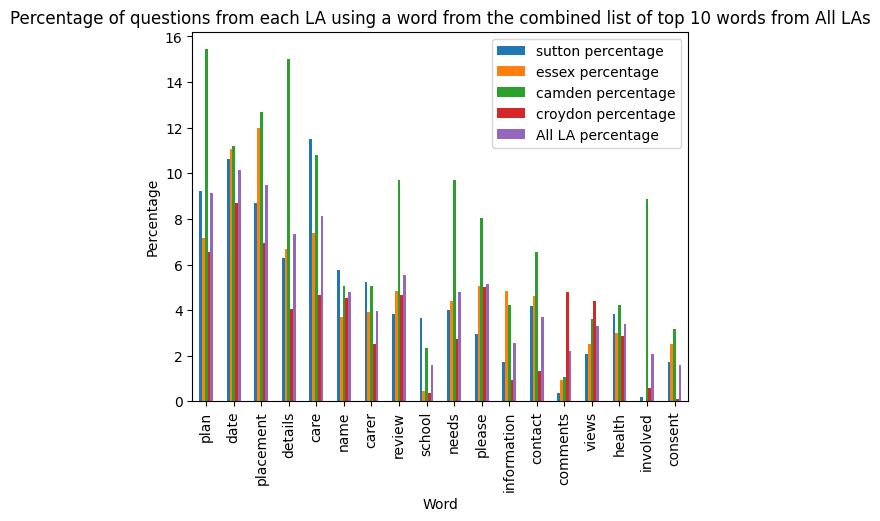 Percentage of questions from each LA using a word from the combined list of top 10 words from All LAs
sutton percentage
essex percentage
camden percentage
croydon percentage
All LA percentage
Percentage
16
14
12
10
8
6
4
2
0
plan
date
placement
details
care
name
carer
review
school
needs
please
information
contact
comments
views
health
involved
consent
Word